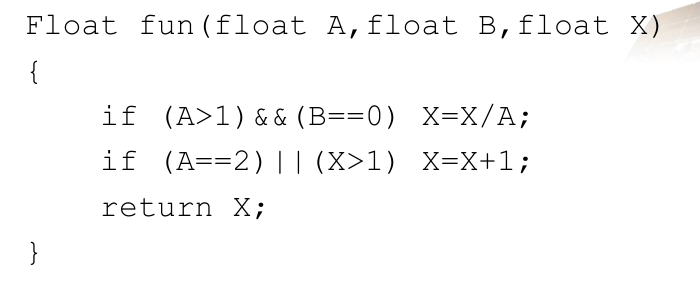 Float fun(float A,float B,float X)
{
if (A>1)&&(B==0) X=X/A;
if (A==2)||(X>1) X=X+1;
return X;
}